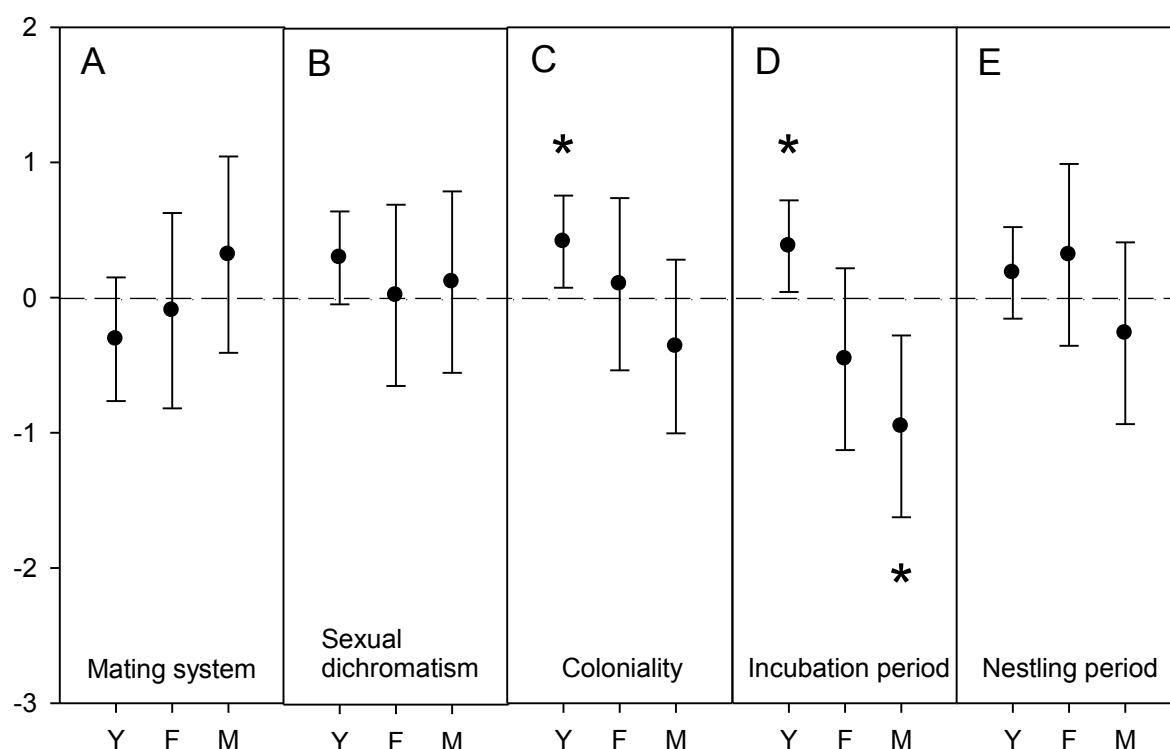 2
1
0
-1
-2
-3
A B C D E
* *
*
Mating system
Sexual
dichromatism
Coloniality
Incubation period
Nestling period
Y F M Y F M Y F M Y F M Y F M